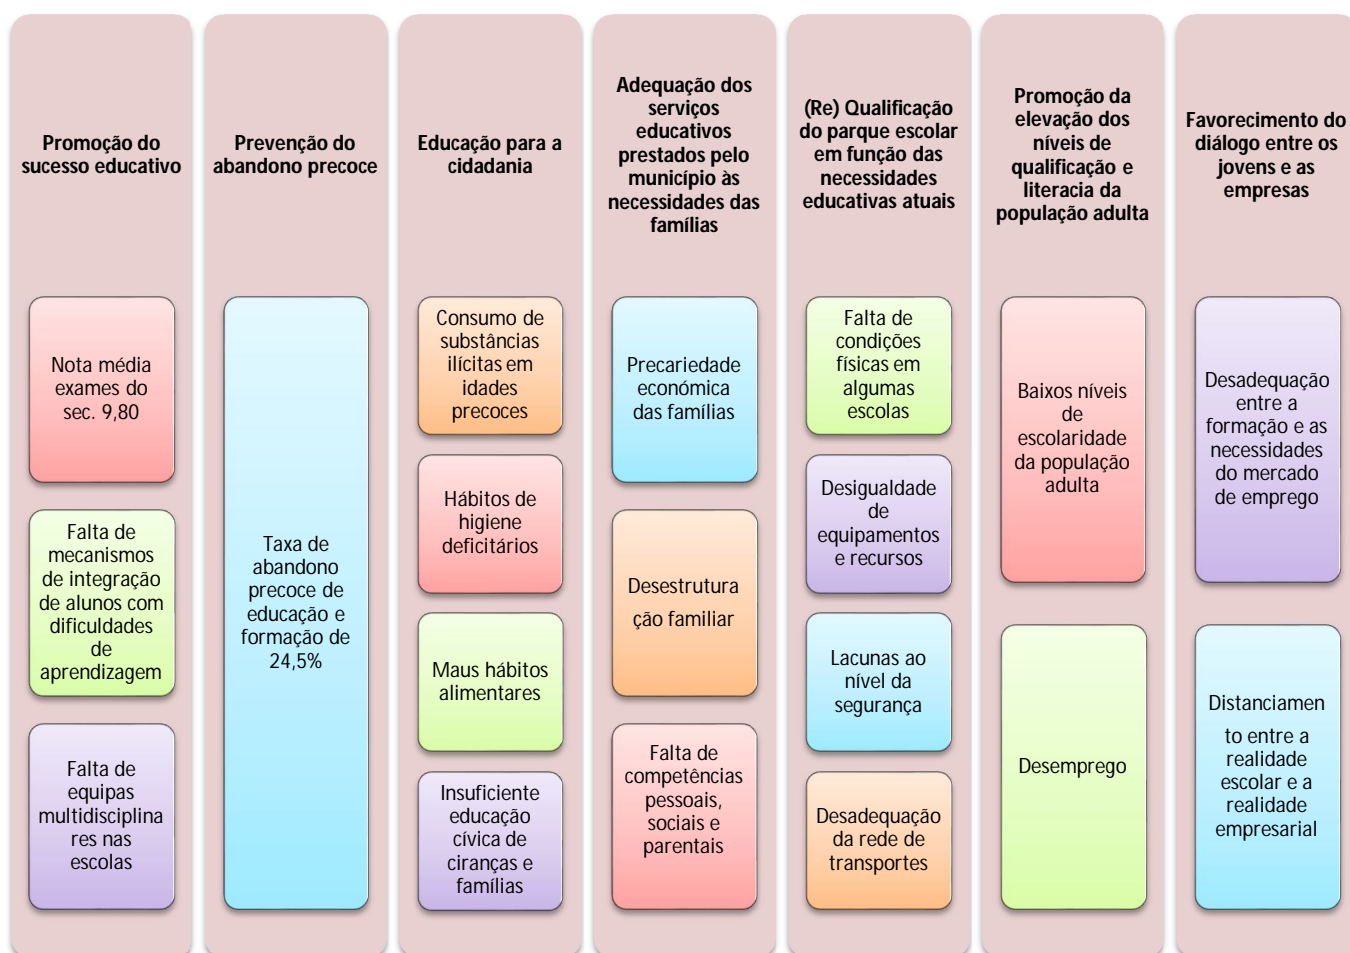 Promoção do
sucesso educativo
Nota média
exames do
sec. 9,80
Falta de
mecanismos
de integração
de alunos com
dificuldades
de
aprendizagem
Falta de
equipas
multidisciplina
res nas
escolas
Prevenção do
abandono precoce
Taxa de
abandono
precoce de
educação e
formação de
24,5%
Educação para a
cidadania
Consumo de
substâncias
ilícitas em
idades
precoces
Hábitos de
higiene
deficitários
Maus hábitos
alimentares
Insuficiente
educação
cívica de
ciranças e
famílias
Adequação dos
serviços
educativos
prestados pelo
município às
necessidades das
famílias
Precariedade
económica
das famílias
Desestrutura
ção familiar
Falta de
competências
pessoais,
sociais e
parentais
(Re) Qualificação
do parque escolar
em função das
necessidades
educativas atuais
Falta de
condições
físicas em
algumas
escolas
Desigualdade
de
equipamentos
e recursos
Lacunas ao
nível da
segurança
Desadequação
da rede de
transportes
Promoção da
elevação dos
níveis de
qualificação e
literacia da
população adulta
Baixos níveis
de
escolaridade
da população
adulta
Desemprego
Favorecimento do
diálogo entre os
jovens e as
empresas
Desadequação
entre a
formação e as
necessidades
do mercado
de emprego
Distanciamen
to entre a
realidade
escolar e a
realidade
empresarial